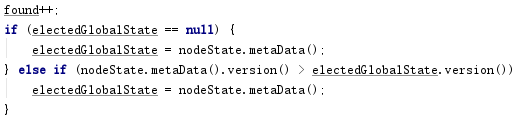 found++;
if (electedGlobalState == null) {
electedGlobalState = nodeState.metaData();
} else if (nodeState.metaData().version() > electedGlobalState.version())
electedGlobalState = nodeState.metaData();
}